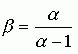 β = α / (α − 1)